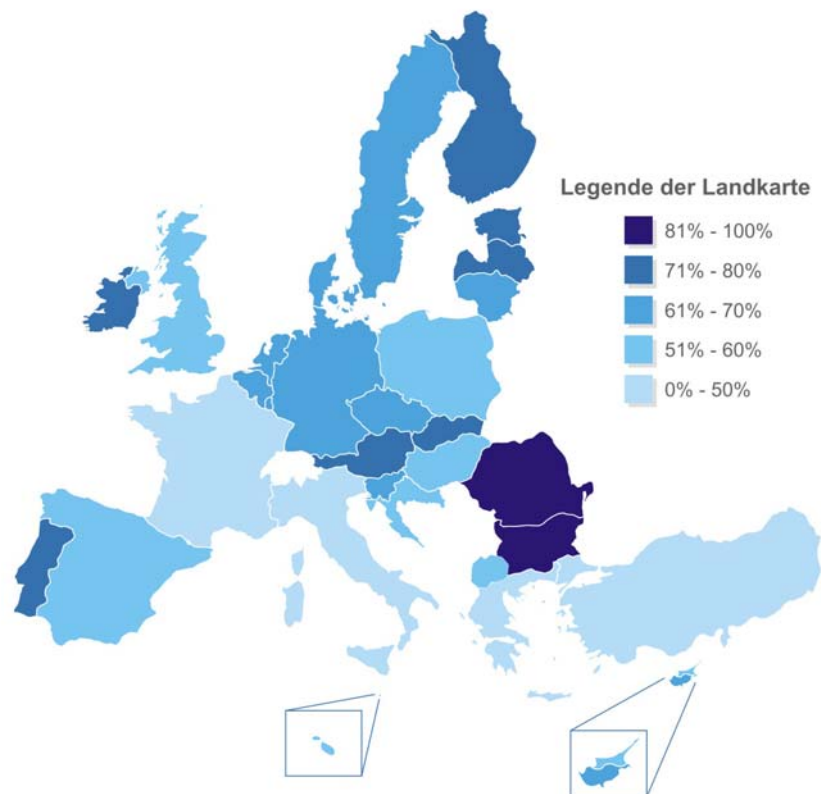 Legende der Landkarte
81% - 100%
71% - 80%
61% - 70%
51% - 60%
0% - 50%